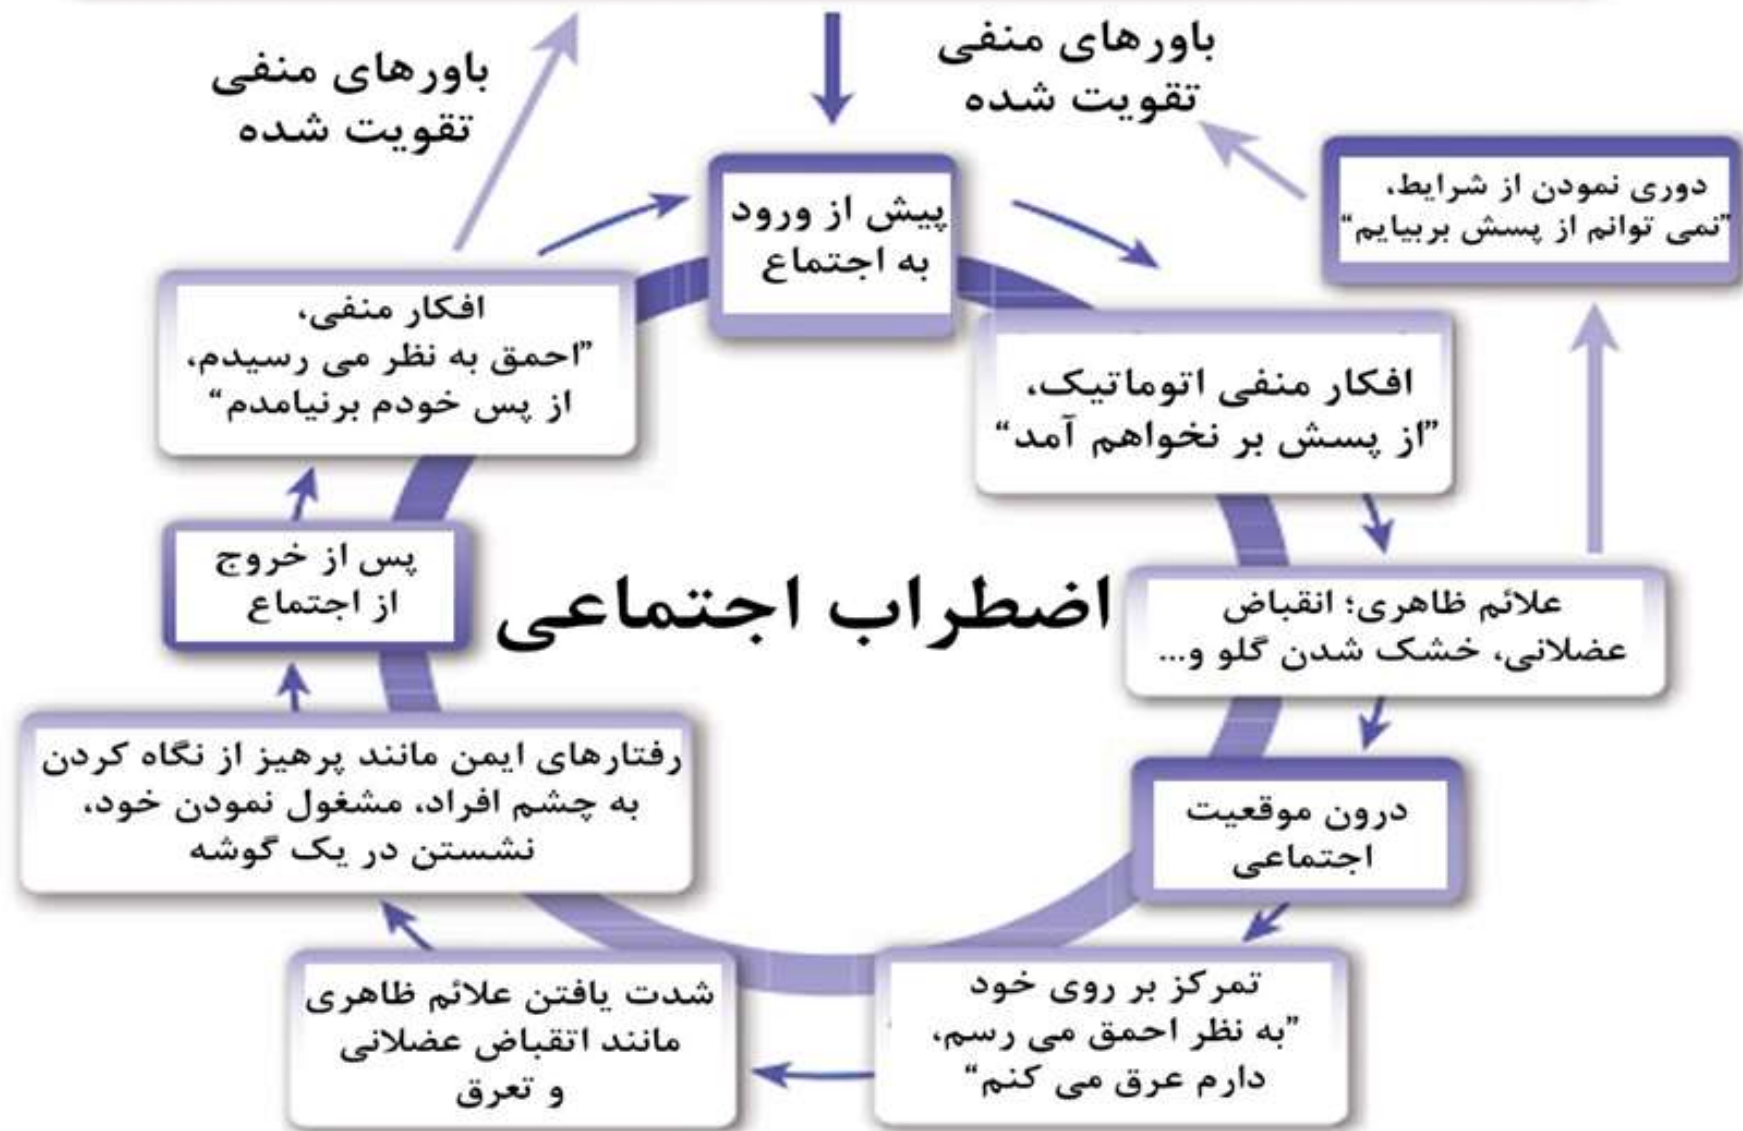 باورهای منفی
تقویت شده
باورهای منفی
تقویت شده
دوری نمودن از شرایط،
”نمی توانم از پسش بربیایم“
پیش از ورود
به اجتماع
افکار منفی اتوماتیک،
”از پسش بر نخواهم آمد“
علائم ظاهری؛ انقباض
عضلانی، خشک شدن گلو و...
درون موقعیت
اجتماعی
تمرکز بر روی خود
”به نظر احمق می رسم،
دارم عرق می کنم“
شدت یافتن علائم ظاهری
مانند اتقباض عضلانی
و تعرق
رفتارهای ایمن مانند پرهیز از نگاه کردن
به چشم افراد، مشغول نمودن خود،
نشستن در یک گوشه
پس از خروج
از اجتماع
افکار منفی،
”احمق به نظر می رسیدم،
از پس خودم برنیامدم“
اضطراب اجتماعی